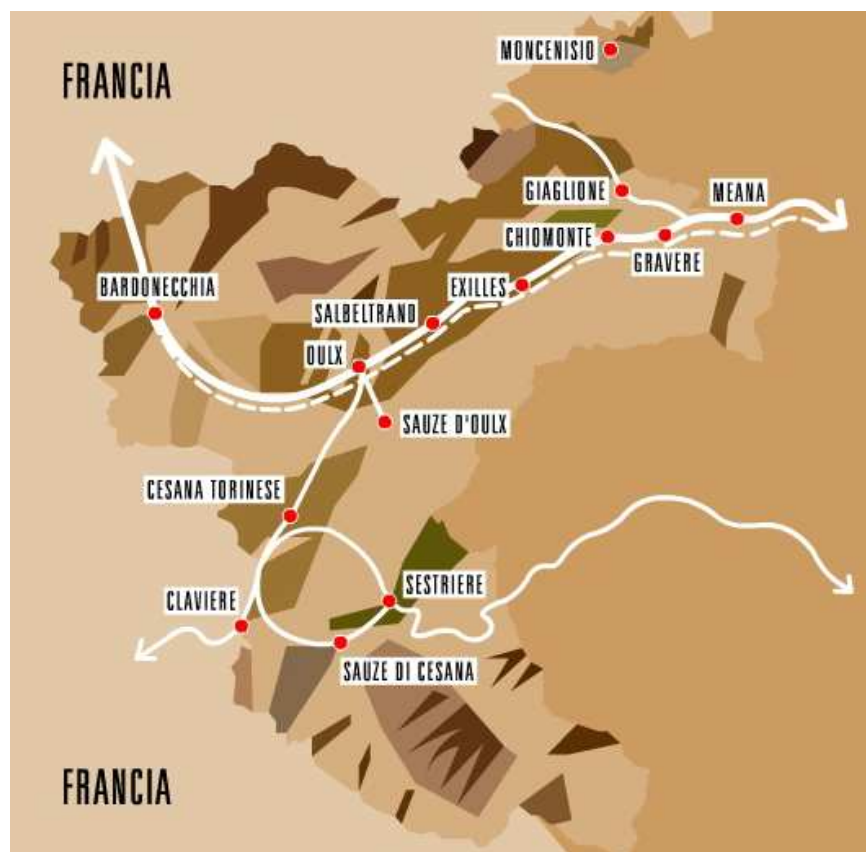 MONCENISIO
FRANCIA
GIAGLIONE
MEANA
CHIOMONTE
GRAVERE
BARDONECCHIA
EXILLES
SALBELTRAND
OULX
SAUZE D'OULX
CESANA TORINESE
SESTRIERE
CLAVIERE
SAUZE DI CESANA
FRANCIA